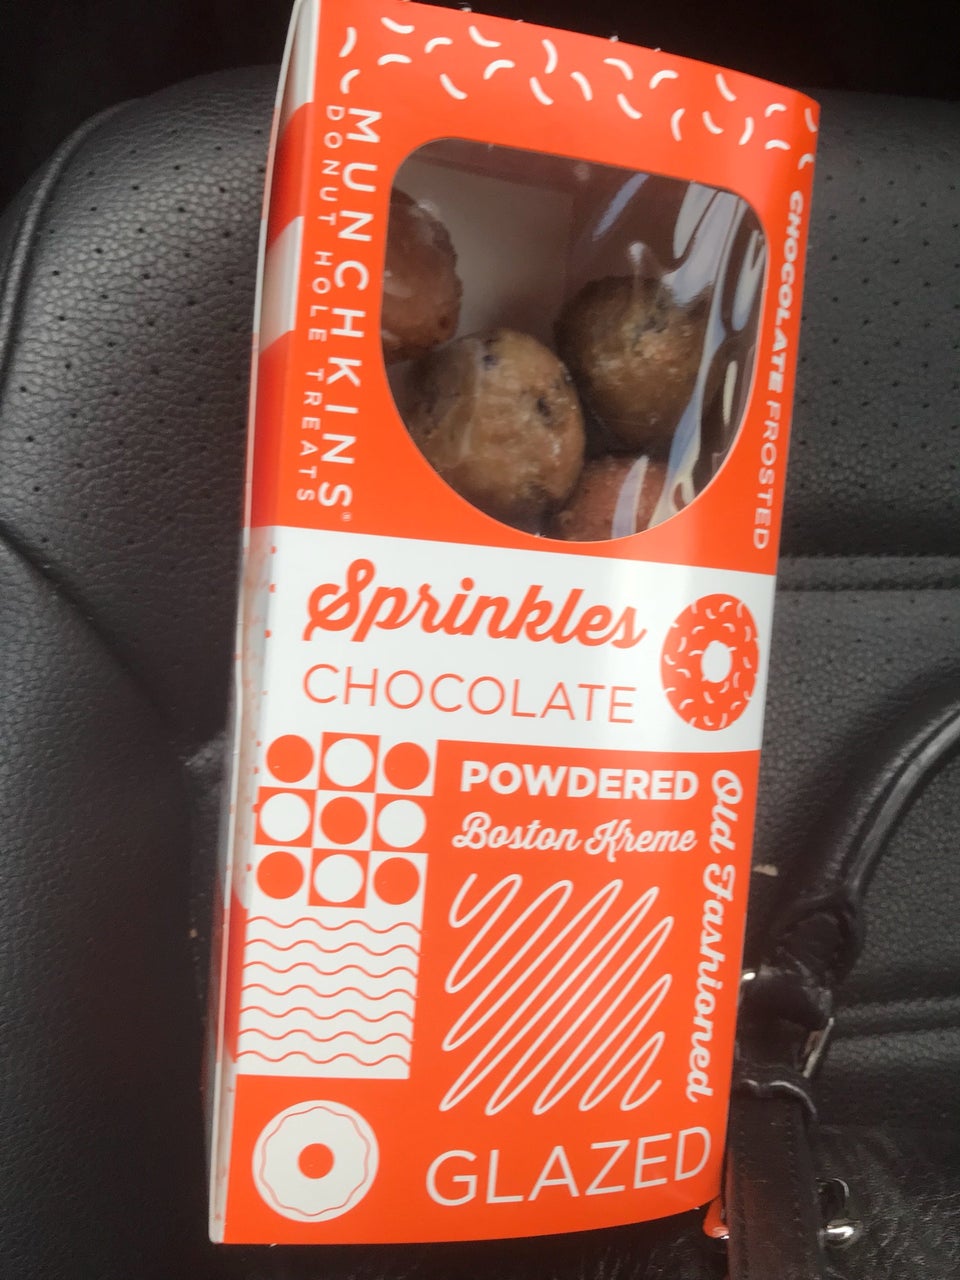 MUNCHKINS®
DONUT HOLE TREATS
CHOCOLATE FROSTED
Sprinkles
CHOCOLATE
POWDERED
Boston Kreme
Old Fashioned
GLAZED